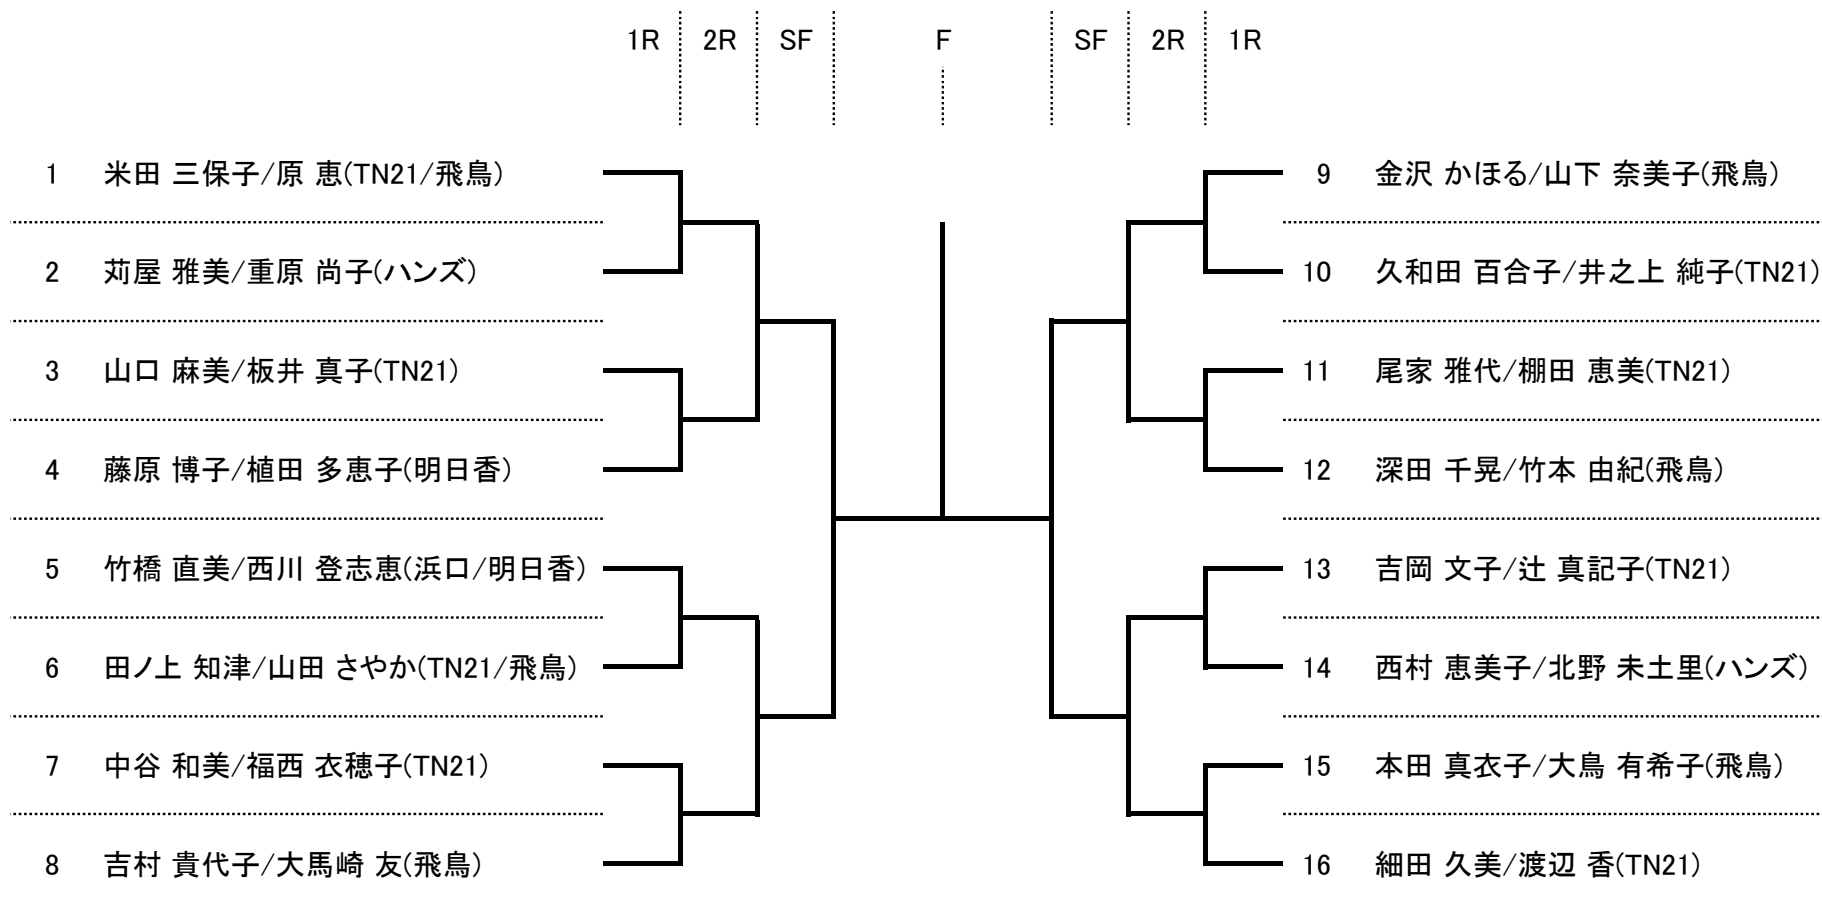 1R 2R SF F SF 2R 1R
1 米田 三保子/原 恵(TN21/飛鳥)
2 苅屋 雅美/重原 尚子(ハンズ)
3 山口 麻美/板井 真子(TN21)
4 藤原 博子/植田 多恵子(明日香)
5 竹橋 直美/西川 登志恵(浜口/明日香)
6 田ノ上 知津/山田 さやか(TN21/飛鳥)
7 中谷 和美/福西 衣穂子(TN21)
8 吉村 貴代子/大馬崎 友(飛鳥)
9 金沢 かほる/山下 奈美子(飛鳥)
10 久和田 百合子/井之上 純子(TN21)
11 尾家 雅代/棚田 恵美(TN21)
12 深田 千晃/竹本 由紀(飛鳥)
13 吉岡 文子/辻 真記子(TN21)
14 西村 恵美子/北野 未土里(ハンズ)
15 本田 真衣子/大鳥 有希子(飛鳥)
16 細田 久美/渡辺 香(TN21)